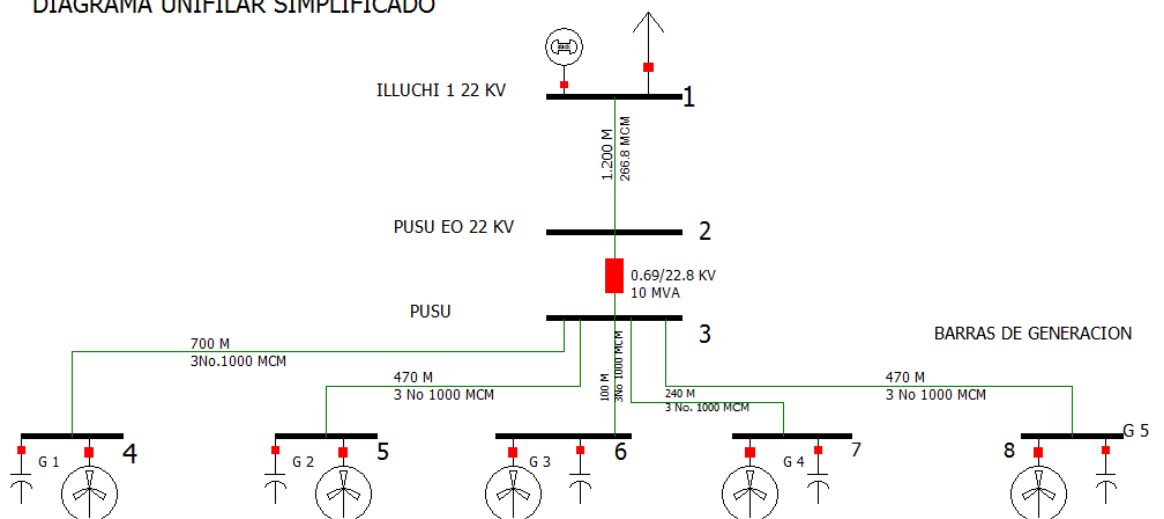 DIAGRAMA UNIFILAR SIMPLIFICADO
ILLUCHI 1 22 KV
1
1.200 M
266.8 MCM
PUSU EO 22 KV
2
0.69/22.8 KV
10 MVA
PUSU
3
BARRAS DE GENERACION
700 M
3No.1000 MCM
470 M
3 No 1000 MCM
100 M
3No 1000 MCM
240 M
3 No. 1000 MCM
470 M
3 No 1000 MCM
G 1
4
G 2
5
G 3
6
G 4
7
8
G 5